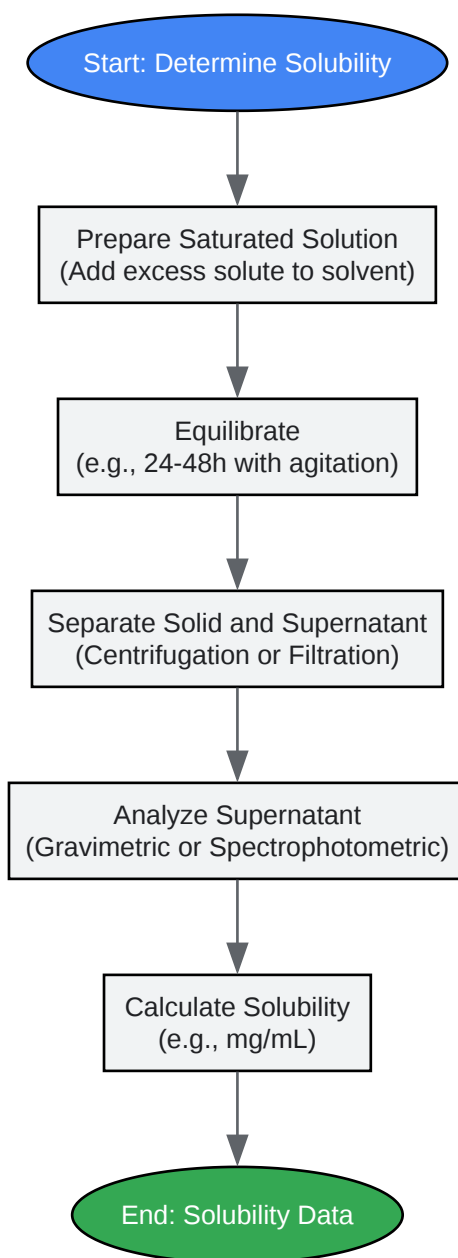 Start: Determine Solubility
Prepare Saturated Solution
(Add excess solute to solvent)
Equilibrate
(e.g., 24-48h with agitation)
Separate Solid and Supernatant
(Centrifugation or Filtration)
Analyze Supernatant
(Gravimetric or Spectrophotometric)
Calculate Solubility
(e.g., mg/mL)
End: Solubility Data